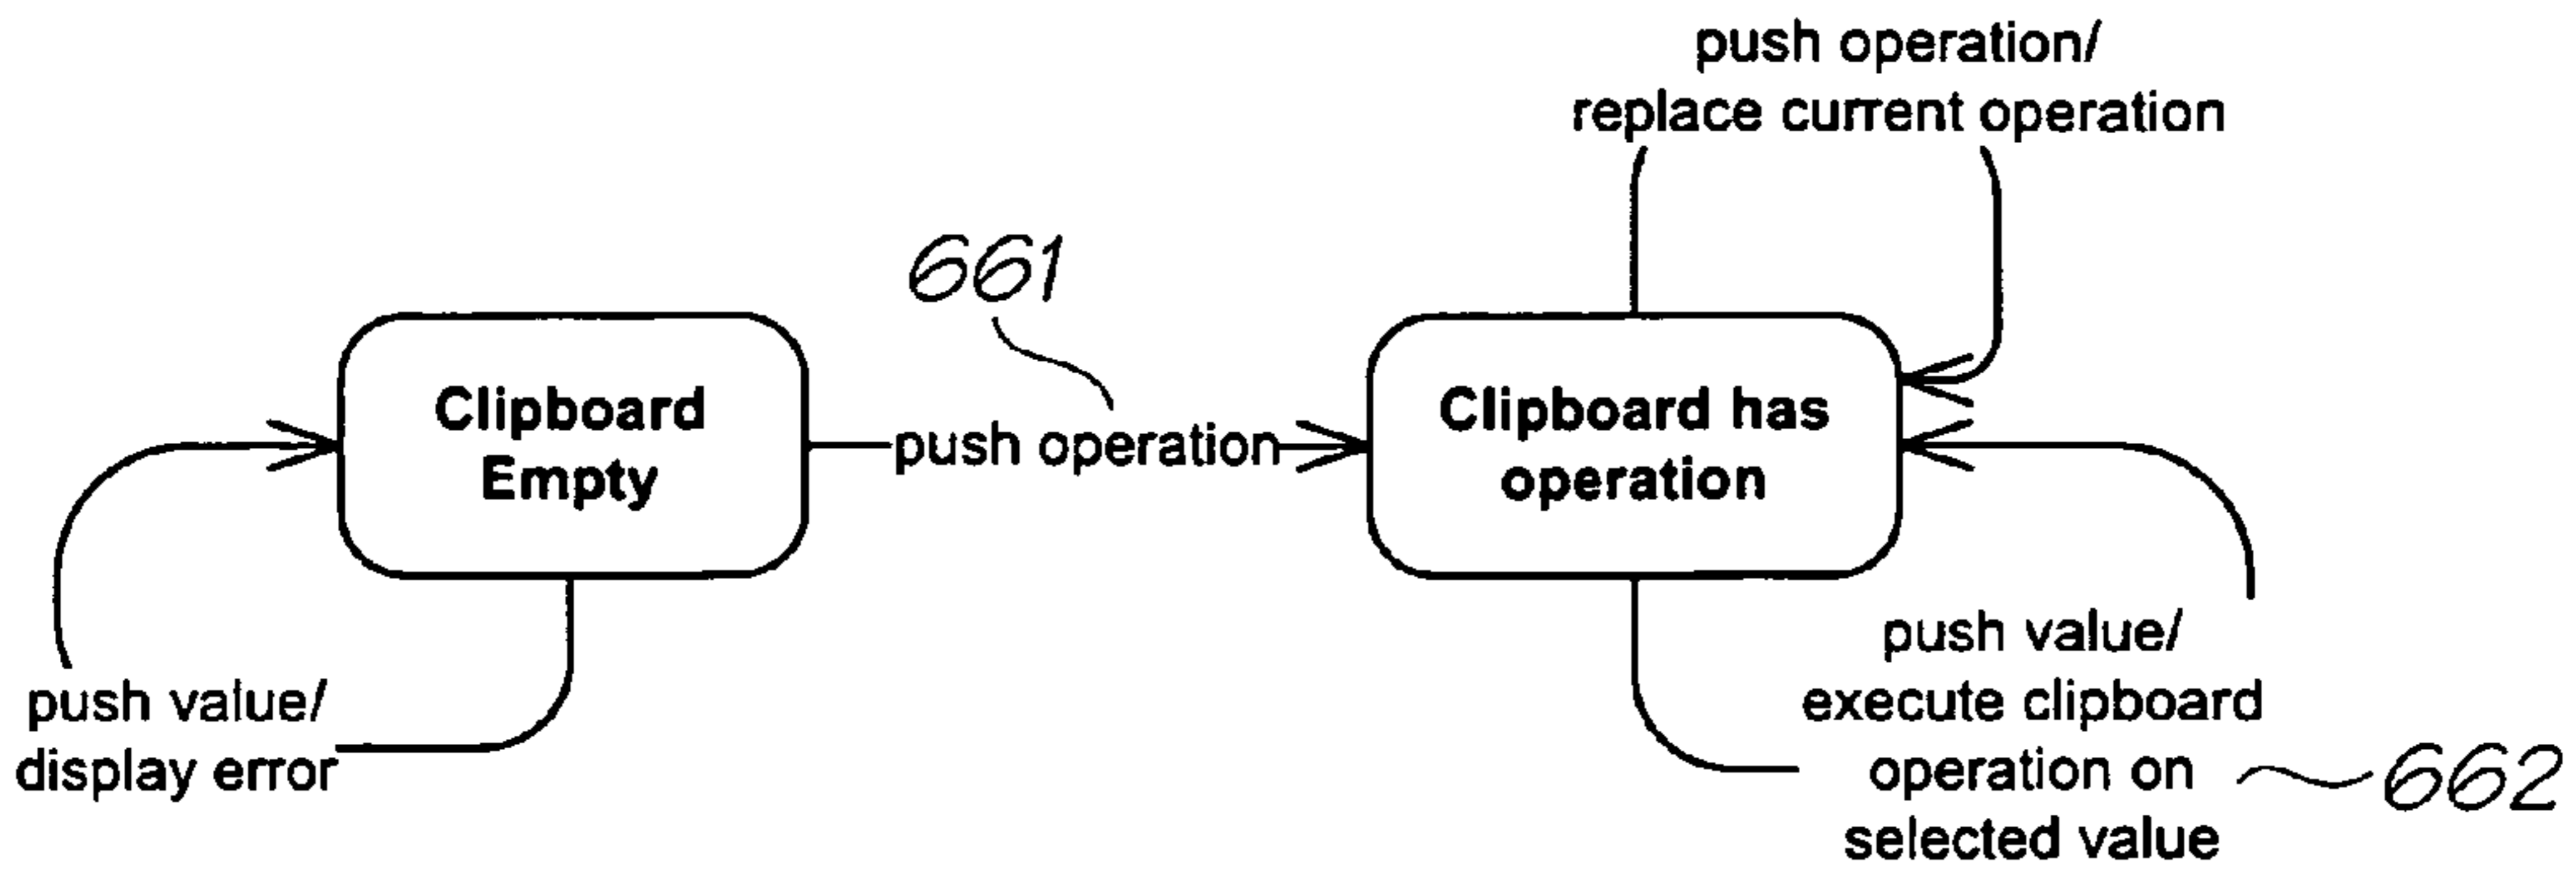 push operation/
replace current operation
661
Clipboard
Empty
push operation
Clipboard has
operation
push value/
display error
push value/
execute clipboard
operation on
selected value
662